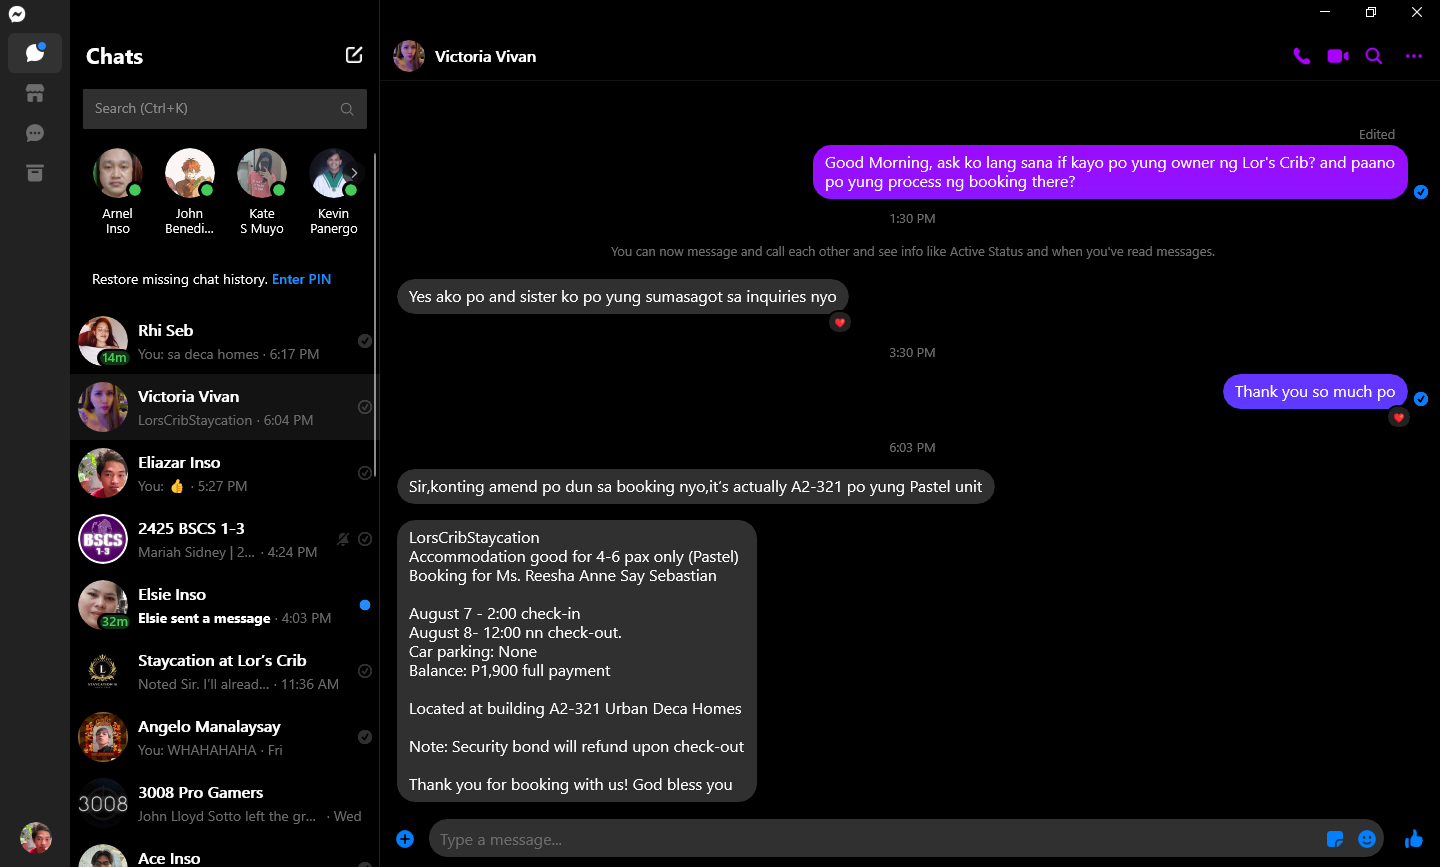 Chats
Search (Ctrl+K)
Arnel
Inso
John
Benedi...
Kate
S Muyo
Kevin
Panergo
Restore missing chat history. Enter PIN
Rhi Seb
You: sa deca homes · 6:17 PM
14m
Victoria Vivan
LorsCribStaycation · 6:04 PM
Eliazar Inso
You: 👍 · 5:27 PM
BSCS
1-3
2425 BSCS 1-3
Mariah Sidney | 2... · 4:24 PM
Elsie Inso
Elsie sent a message · 4:03 PM
32m
L
Staycation at Lor's Crib
Noted Sir. I'll alread... · 11:36 AM
Angelo Manalaysay
You: WHAHAHAHA · Fri
3008
3008 Pro Gamers
John Lloyd Sotto left the gr... · Wed
Ace Inso
Victoria Vivan
Edited
Good Morning, ask ko lang sana if kayo po yung owner ng Lor's Crib? and paano
po yung process ng booking there?
1:30 PM
You can now message and call each other and see info like Active Status and when you've read messages.
Yes ako po and sister ko po yung sumasagot sa inquiries nyo
3:30 PM
Thank you so much po
6:03 PM
Sir,konting amend po dun sa booking nyo,it's actually A2-321 po yung Pastel unit
LorsCribStaycation
Accommodation good for 4-6 pax only (Pastel)
Booking for Ms. Reesha Anne Say Sebastian
August 7 - 2:00 check-in
August 8- 12:00 nn check-out.
Car parking: None
Balance: P1,900 full payment
Located at building A2-321 Urban Deca Homes
Note: Security bond will refund upon check-out
Thank you for booking with us! God bless you
Type a message...